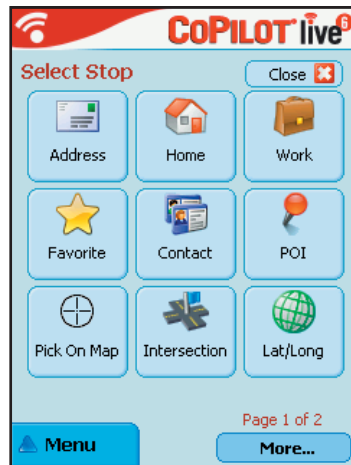 CoPilot live 6
Select Stop
Close
Address Home Work
Favorite Contact POI
Pick On Map Intersection Lat/Long
Page 1 of 2
Menu More...